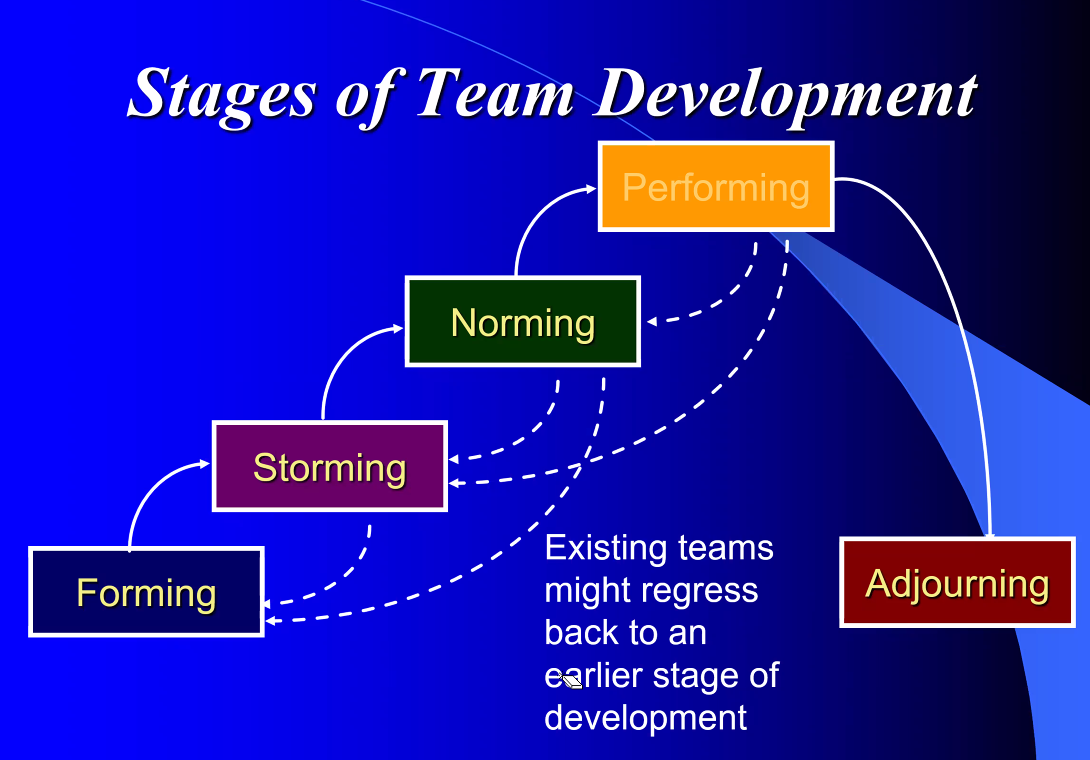 Stages of Team Development
Performing
Norming
Storming
Forming
Existing teams
might regress
back to an
earlier stage of
development
Adjourning